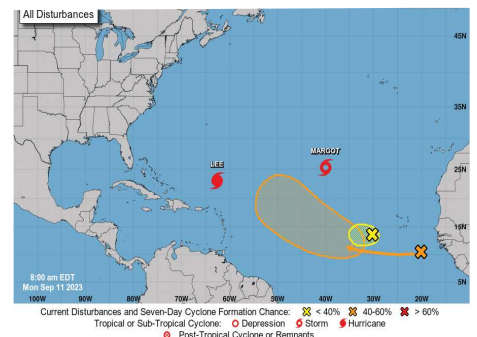 All Disturbances
45N
35N
MARGOT
LEE
25N
15N
8:00 am EDT
Mon Sep 11 2023
5N
100W 90W 80W 70W 60W 50W 40W 30W 20W 10W
Current Disturbances and Seven-Day Cyclone Formation Chance: < 40% 40-60% > 60%
Tropical or Sub-Tropical Cyclone: Depression Storm Hurricane
Post-Tropical Cyclone or Remnants